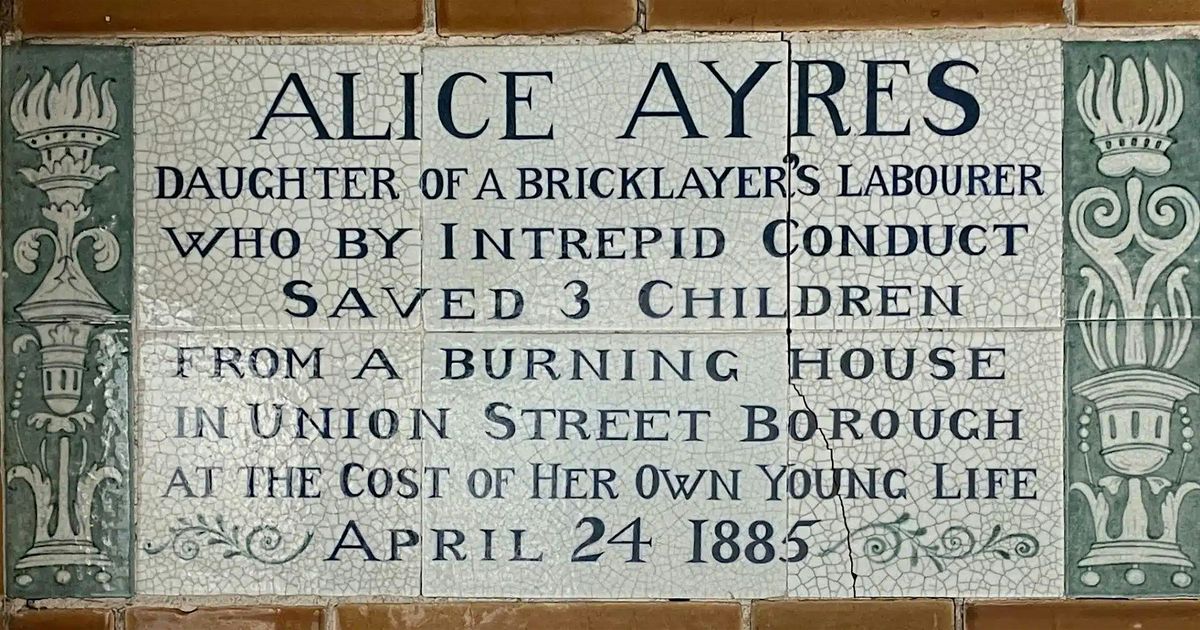 ALICE AYRES
DAUGHTER OF A BRICKLAYER'S LABOURER
WHO BY INTREPID CONDUCT
SAVED 3 CHILDREN
FROM A BURNING HOUSE
IN UNION STREET BOROUGH
AT THE COST OF HER OWN YOUNG LIFE
APRIL 24 1885